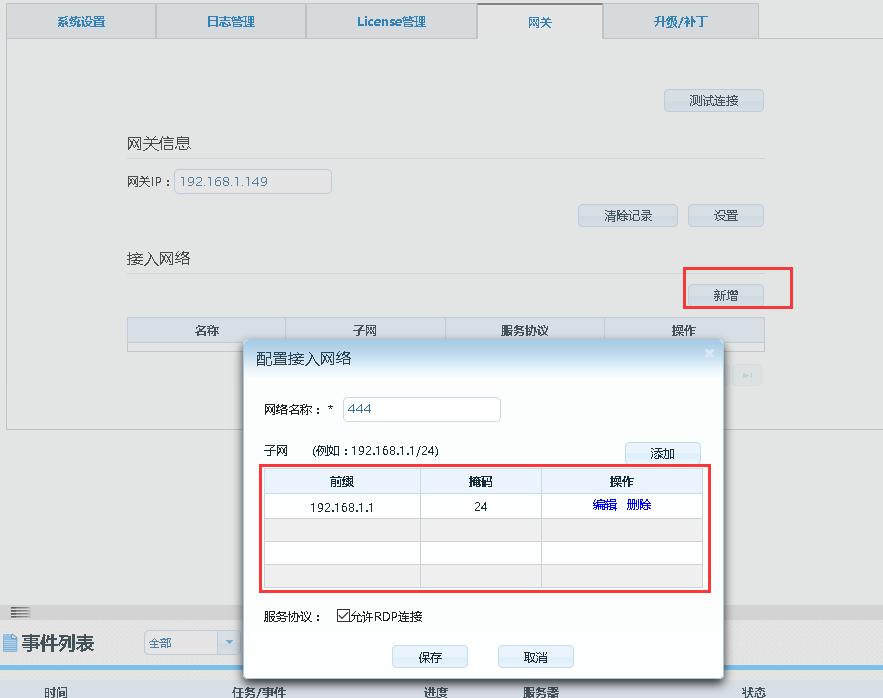 系统设置 日志管理 License管理 网关 升级/补丁
测试连接
网关信息
网关IP： 192.168.1.149
清除记录 设置
接入网络
新增
名称 子网 服务协议 操作
配置接入网络
网络名称： * 444
子网 (例如：192.168.1.1/24) 添加
前缀 掩码 操作
192.168.1.1 24 编辑 删除
服务协议： 允许RDP连接
事件列表 全部
保存 取消
时间 任务/事件 进度 服务器 状态